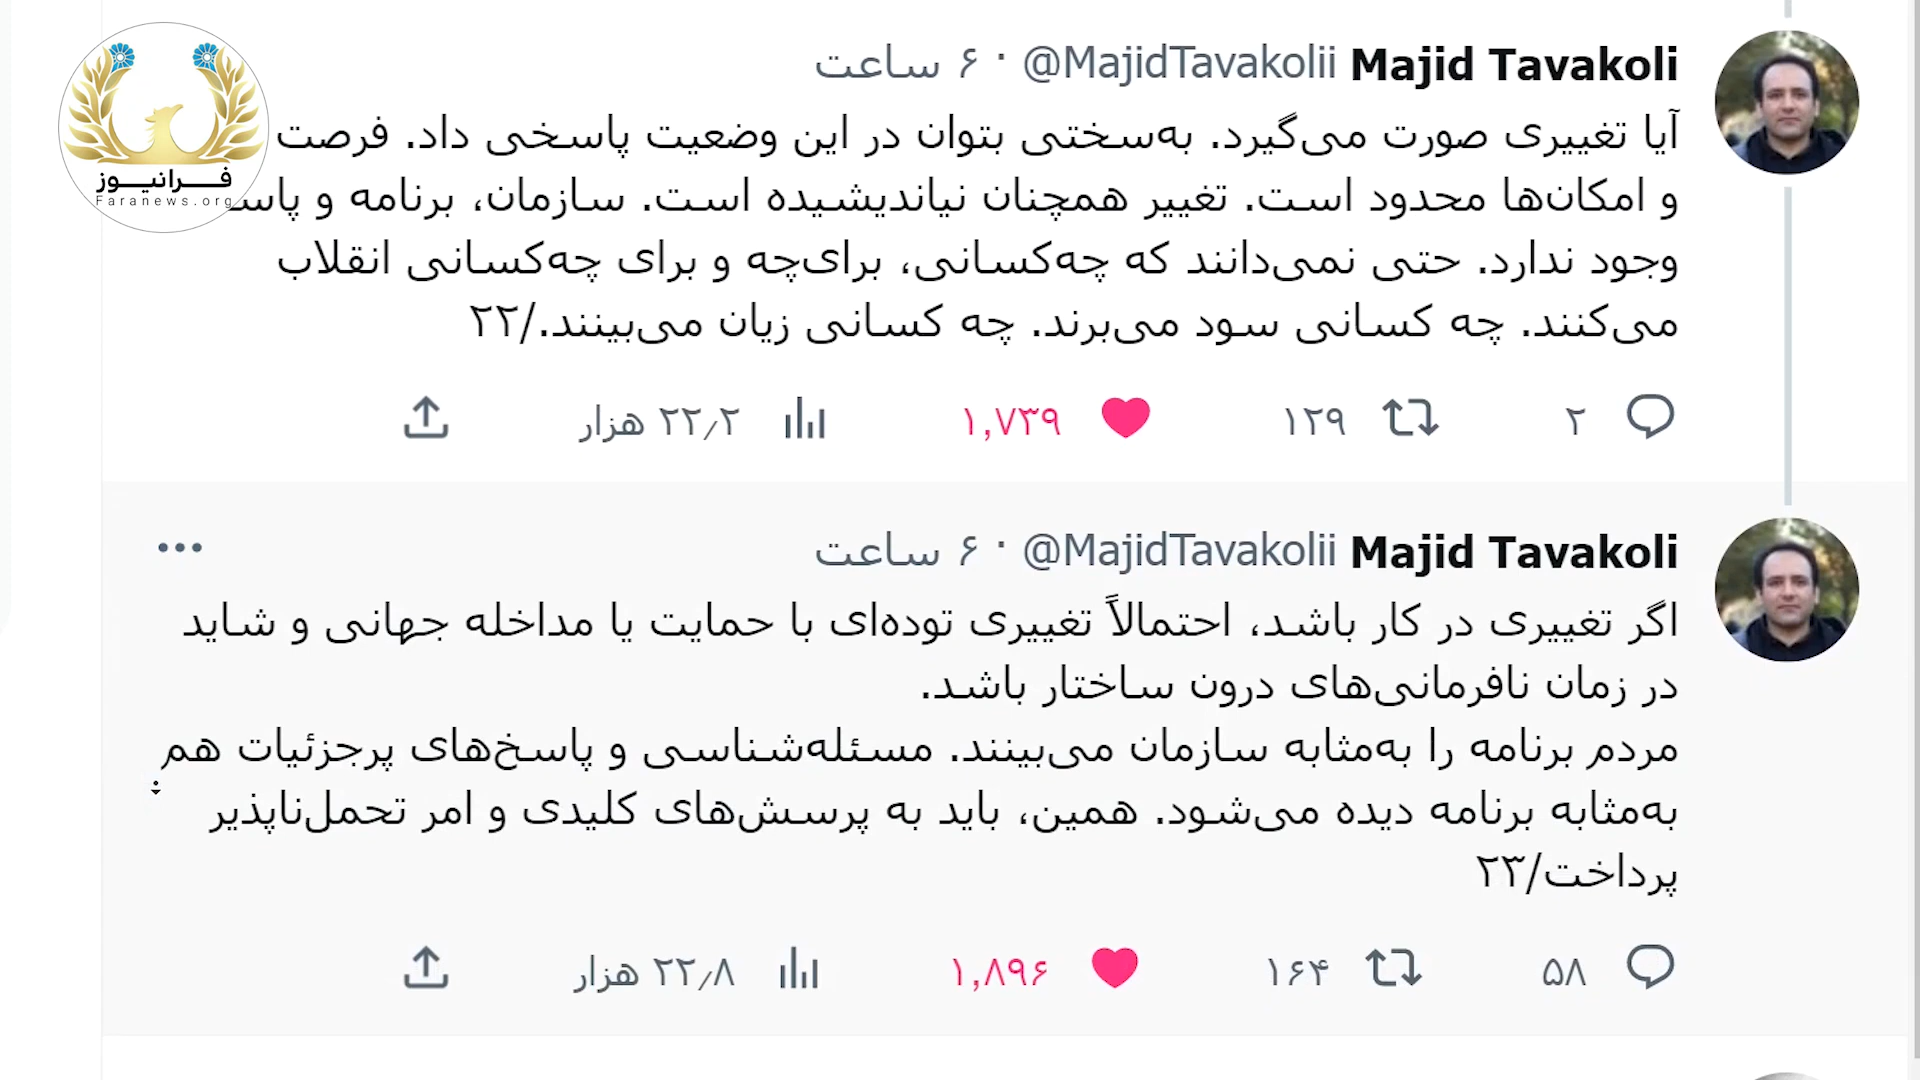 Majid Tavakoli @MajidTavakolii · ۶ ساعت
آیا تغییری صورت می‌گیرد. به‌سختی بتوان در این وضعیت پاسخی داد. فرصت
و امکان‌ها محدود است. تغییر همچنان نیاندیشیده است. سازمان، برنامه و
وجود ندارد. حتی نمی‌دانند که چه‌کسانی، برای‌چه و برای چه‌کسانی انقلاب
می‌کنند. چه کسانی سود می‌برند. چه کسانی زیان می‌بینند./۲۲
۲ ۱۲۹ ۱,۷۳۹ ۲۲٫۲ هزار
Majid Tavakoli @MajidTavakolii · ۶ ساعت
اگر تغییری در کار باشد، احتمالاً تغییری توده‌ای با حمایت یا مداخله جهانی و شاید
در زمان نافرمانی‌های درون ساختار باشد.
مردم برنامه را به‌مثابه سازمان می‌بینند. مسئله‌شناسی و پاسخ‌های پرجزئیات هم
به‌مثابه برنامه دیده می‌شود. همین، باید به پرسش‌های کلیدی و امر تحمل‌ناپذیر
پرداخت/۲۳
۵۸ ۱۶۴ ۱,۸۹۶ ۲۲٫۸ هزار
فـرانیـوز
Faranews.org